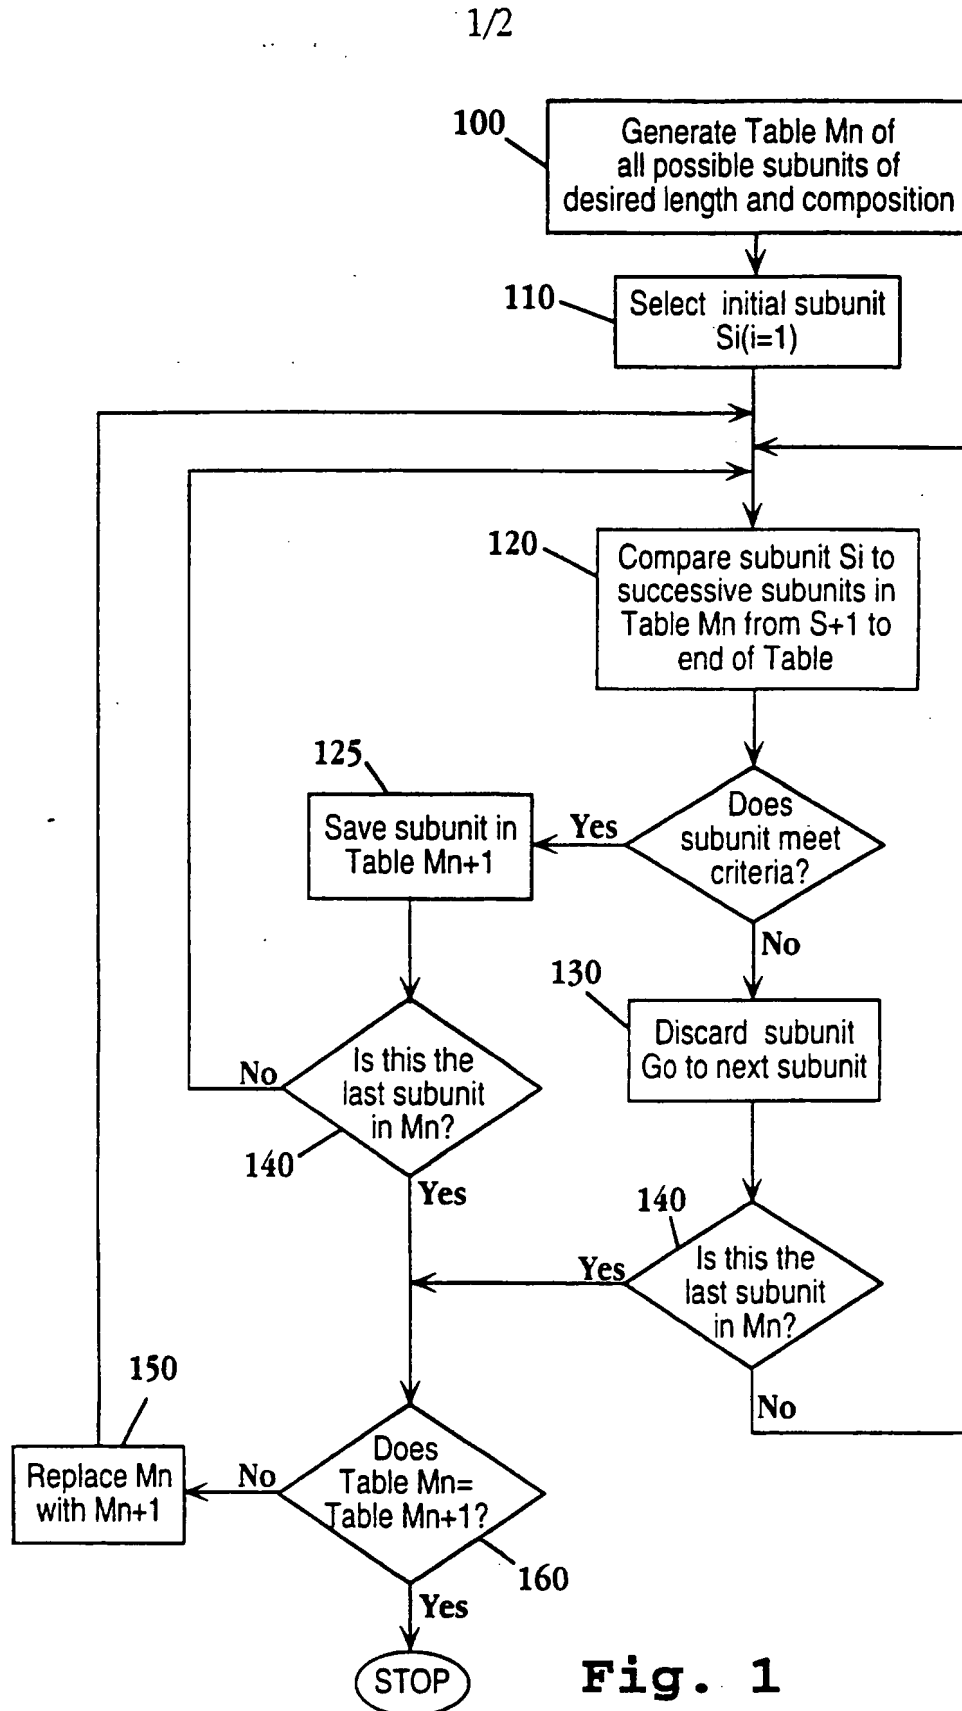 1/2
100
Generate Table Mn of
all possible subunits of
desired length and composition
110
Select initial subunit
Si(i=1)
120
Compare subunit Si to
successive subunits in
Table Mn from S+1 to
end of Table
125
Save subunit in
Table Mn+1
Yes
Does
subunit meet
criteria?
No
130
Discard subunit
Go to next subunit
No
Is this the
last subunit
in Mn?
140
Yes
140
Yes
Is this the
last subunit
in Mn?
No
150
Replace Mn
with Mn+1
No
Does
Table Mn=
Table Mn+1?
160
Yes
STOP
Fig. 1